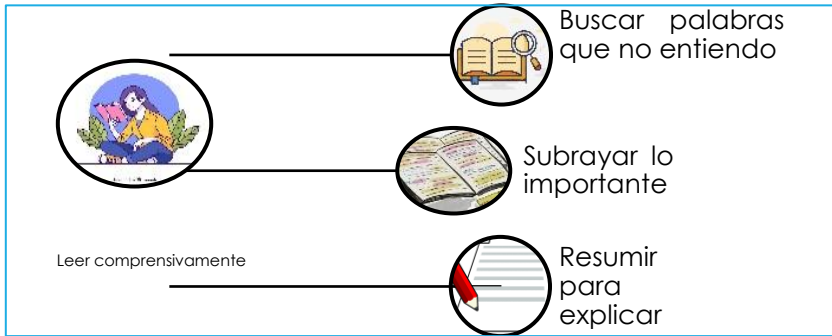 Buscar palabras
que no entiendo
Subrayar lo
importante
Leer comprensivamente
Resumir
para
explicar